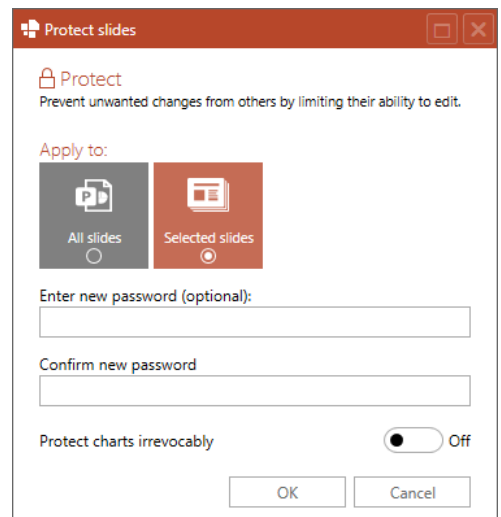 Protect slides
Protect
Prevent unwanted changes from others by limiting their ability to edit.
Apply to:
P
All slides
Selected slides
Enter new password (optional):
Confirm new password
Protect charts irrevocably
Off
OK
Cancel